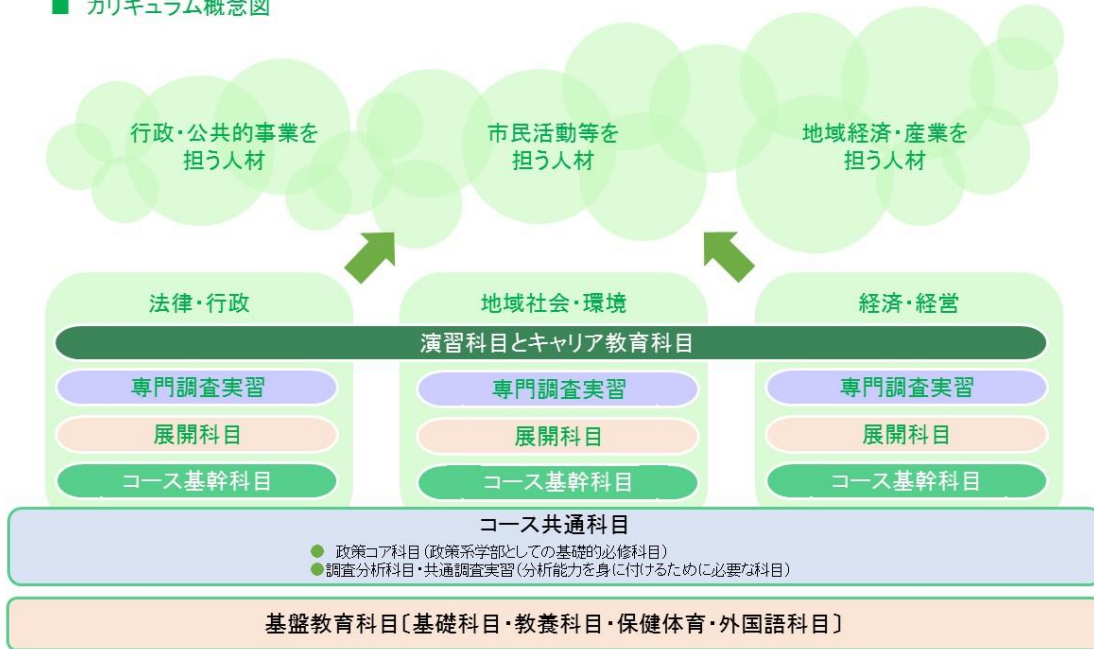 ■ カリキュラム概念図
行政・公共的事業を
担う人材
市民活動等を
担う人材
地域経済・産業を
担う人材
法律・行政
地域社会・環境
経済・経営
演習科目とキャリア教育科目
専門調査実習
専門調査実習
専門調査実習
展開科目
展開科目
展開科目
コース基幹科目
コース基幹科目
コース基幹科目
コース共通科目
● 政策コア科目(政策系学部としての基礎的必修科目)
●調査分析科目・共通調査実習(分析能力を身に付けるために必要な科目)
基盤教育科目〔基礎科目・教養科目・保健体育・外国語科目〕